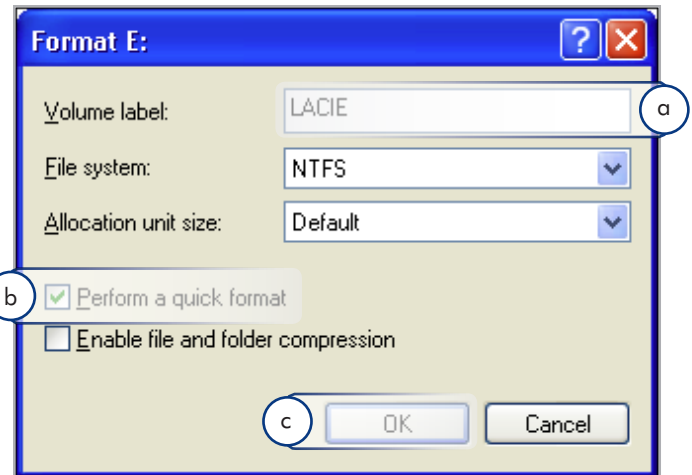 Format E:
Volume label: LACIE a
File system: NTFS
Allocation unit size: Default
b Perform a quick format
Enable file and folder compression
c OK Cancel